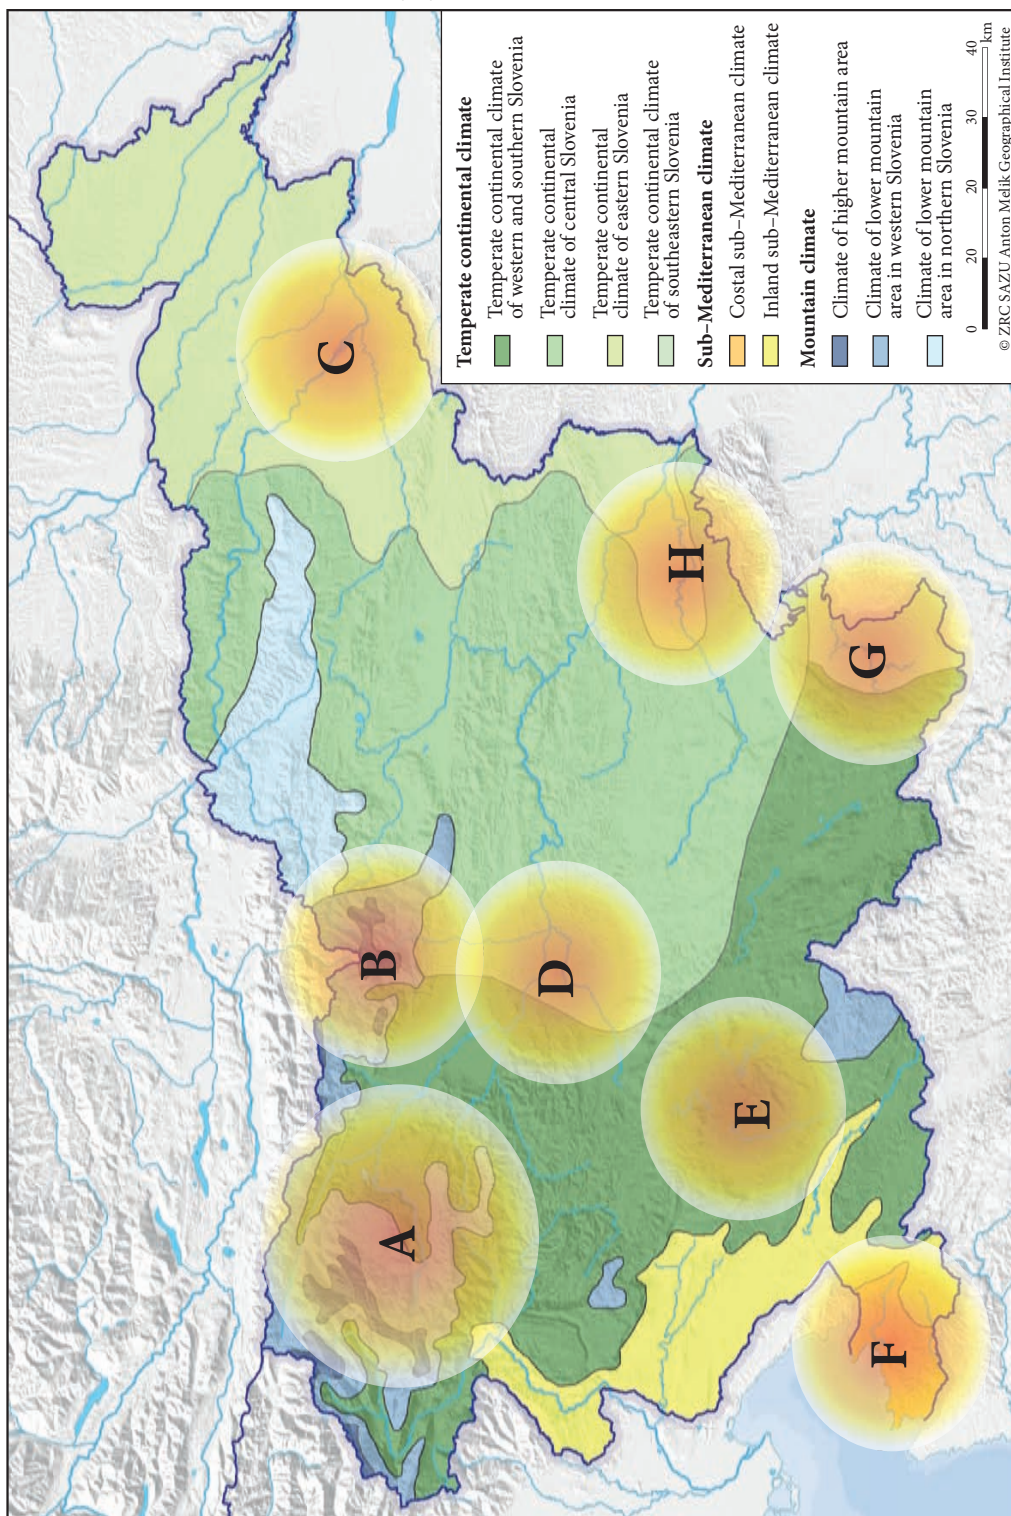 A
B
C
D
E
F
G
H
Temperate continental climate
Temperate continental climate
of western and southern Slovenia
Temperate continental
climate of central Slovenia
Temperate continental
climate of eastern Slovenia
Temperate continental climate
of southeastern Slovenia
Sub–Mediterranean climate
Costal sub–Mediterranean climate
Inland sub–Mediterranean climate
Mountain climate
Climate of higher mountain area
Climate of lower mountain
area in western Slovenia
Climate of lower mountain
area in northern Slovenia
0 20 20 30 40
km
© ZRC SAZU Anton Melik Geographical Institute